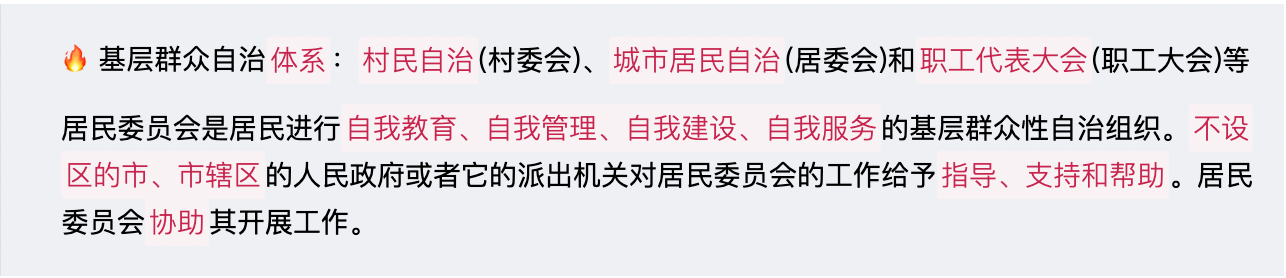 🔥 基层群众自治体系：村民自治(村委会)、城市居民自治(居委会)和职工代表大会(职工大会)等
居民委员会是居民进行自我教育、自我管理、自我建设、自我服务的基层群众性自治组织。不设
区的市、市辖区的人民政府或者它的派出机关对居民委员会的工作给予指导、支持和帮助。居民
委员会协助其开展工作。